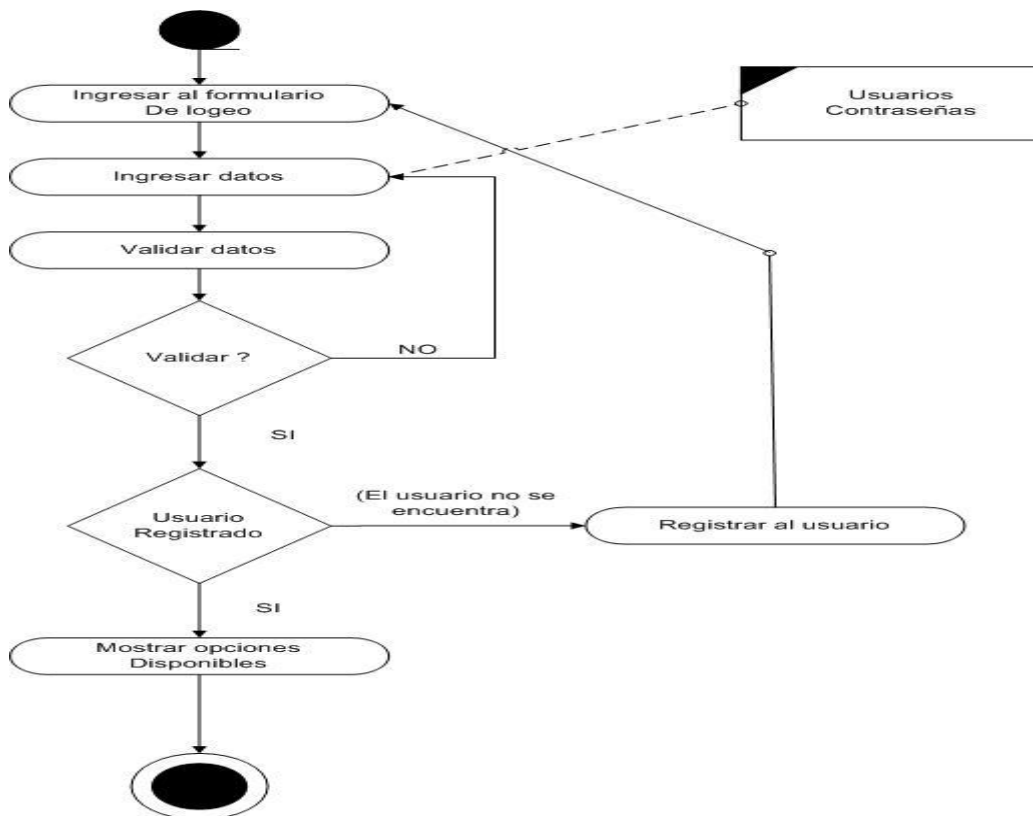 Ingresar al formulario
De logeo
Usuarios
Contraseñas
Ingresar datos
Validar datos
Validar ?
NO
SI
(El usuario no se
encuentra)
Usuario
Registrado
Registrar al usuario
SI
Mostrar opciones
Disponibles